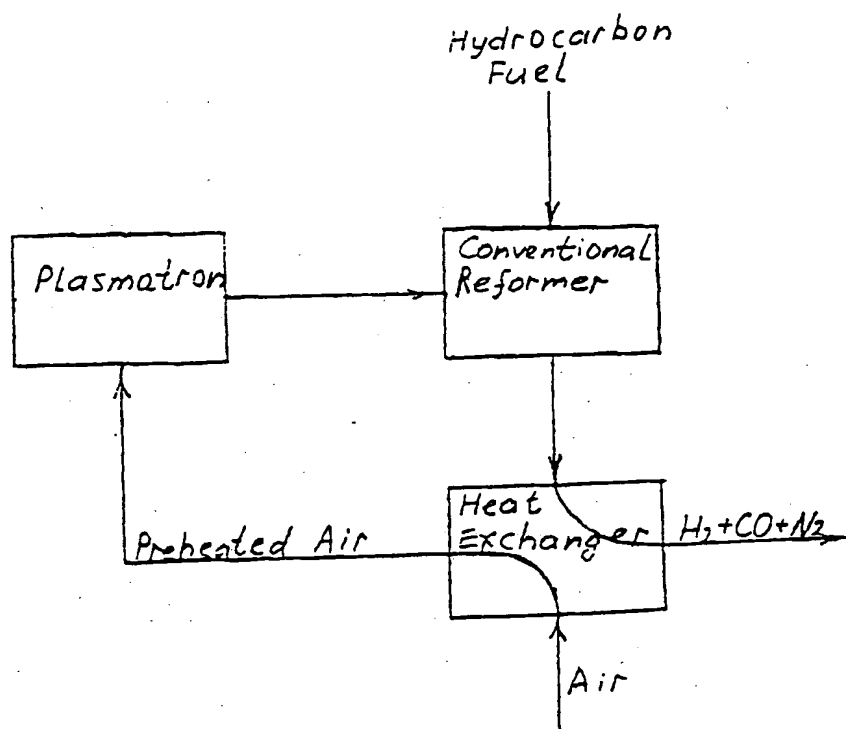 Hydrocarbon
Fuel
Plasmatron
Conventional
Reformer
Heat
Exchanger
H2+CO+N2
Preheated Air
Air